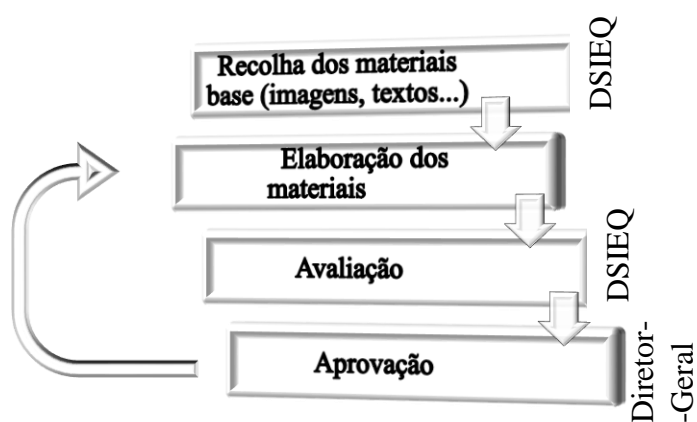 Recolha dos materiais
base (imagens, textos...)
DSIEQ
Elaboração dos
materiais
Avaliação
DSIEQ
Aprovação
Diretor-
-Geral